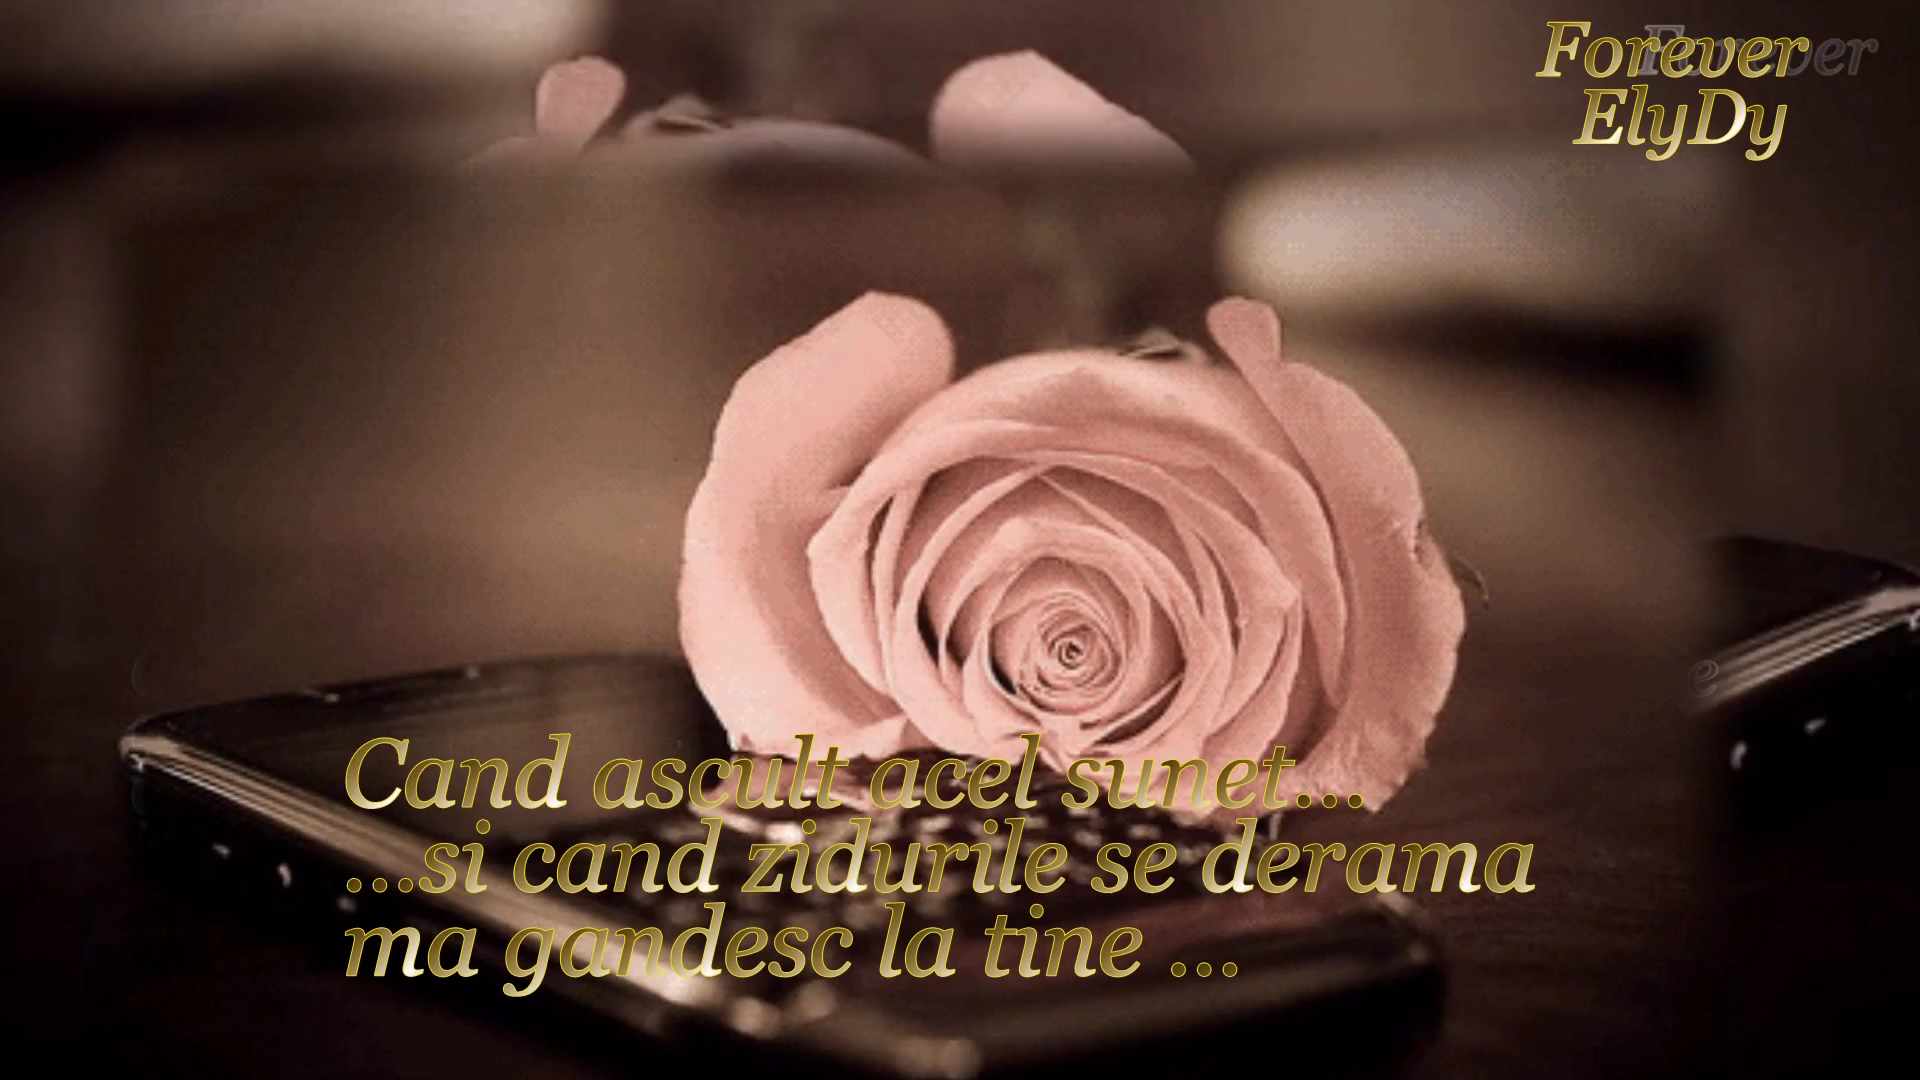 Forever
ElyDy
Cand ascult acel sunet...
...si cand zidurile se derama
ma gandesc la tine ...